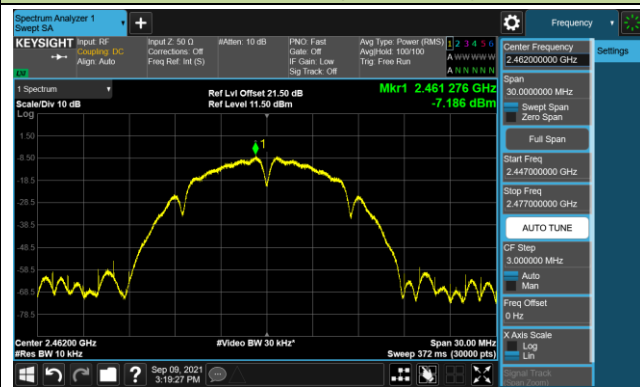 Spectrum Analyzer 1
Swept SA
Frequency
KEYSIGHT
Input: RF
Coupling: DC
Align: Auto
Input Z: 50 Ω
Corrections: Off
Freq Ref: Int (S)
#Atten: 10 dB
PNO: Fast
Gate: Off
IF Gain: Low
Sig Track: Off
Avg Type: Power (RMS)
Avg|Hold: 100/100
Trig: Free Run
1 2 3 4 5 6
A W W W W W
A N N N N N
LXI
1 Spectrum
Scale/Div 10 dB
Log
Ref Lvl Offset 21.50 dB
Ref Level 11.50 dBm
Mkr1 2.461 276 GHz
-7.186 dBm
1
1.50
-8.50
-18.5
-28.5
-38.5
-48.5
-58.5
-68.5
-78.5
Center 2.46200 GHz
#Res BW 10 kHz
#Video BW 30 kHz*
Span 30.00 MHz
Sweep 372 ms (30000 pts)
Center Frequency
2.462000000 GHz
Settings
Span
30.0000000 MHz
Swept Span
Zero Span
Full Span
Start Freq
2.447000000 GHz
Stop Freq
2.477000000 GHz
AUTO TUNE
CF Step
3.000000 MHz
Auto
Man
Freq Offset
0 Hz
X Axis Scale
Log
Lin
Signal Track
(Span Zoom)
?
Sep 09, 2021
3:19:27 PM